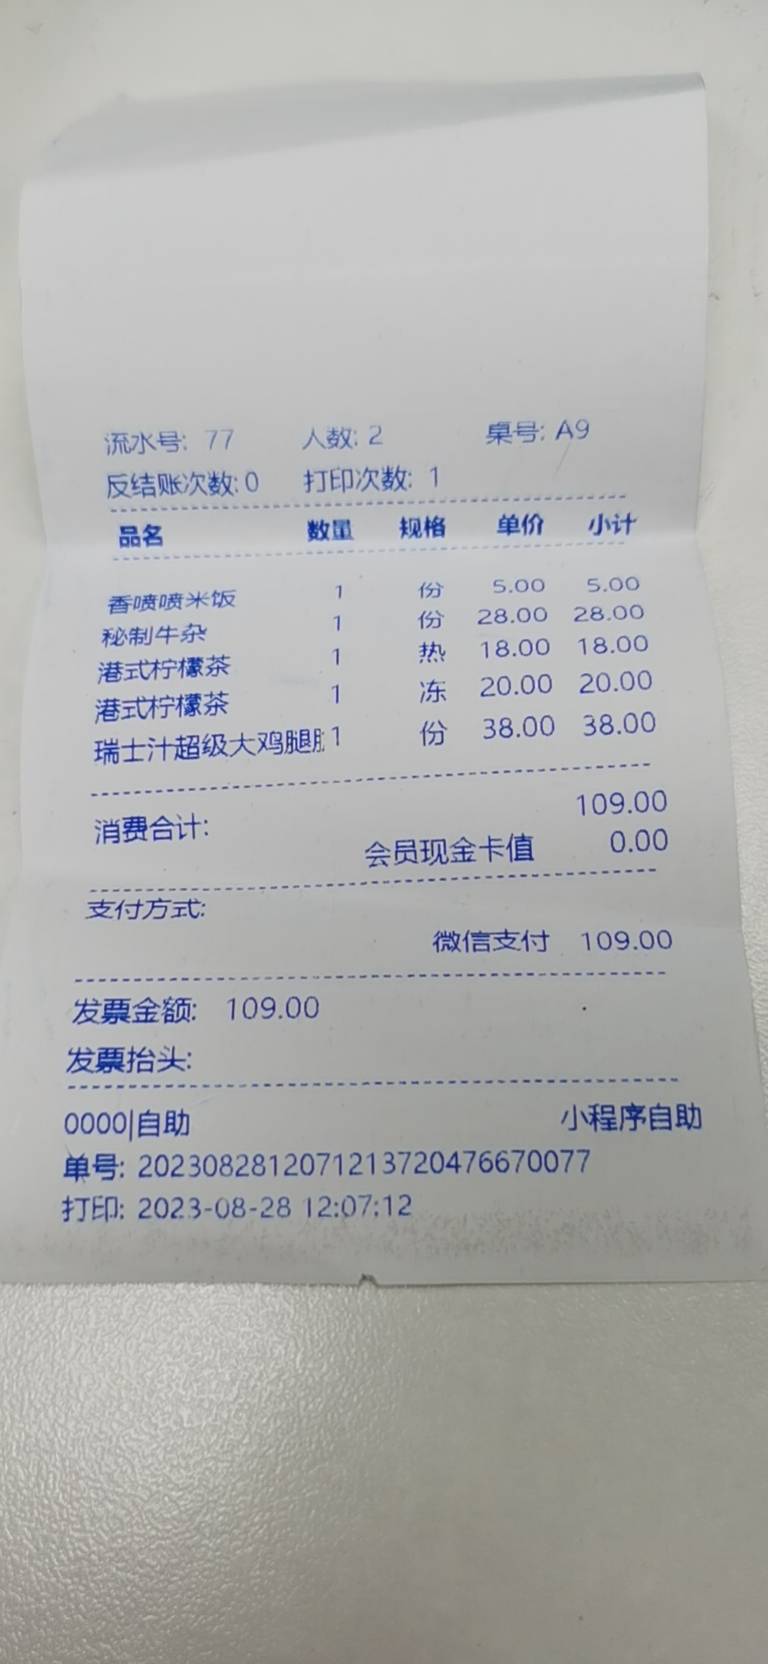 流水号: 77 人数: 2 桌号: A9
反结账次数: 0 打印次数: 1
品名 数量 规格 单价 小计
香喷喷米饭 1 份 5.00 5.00
秘制牛杂 1 份 28.00 28.00
港式柠檬茶 1 热 18.00 18.00
港式柠檬茶 1 冻 20.00 20.00
瑞士汁超级大鸡腿 1 份 38.00 38.00
消费合计: 109.00
会员现金卡值 0.00
支付方式:
微信支付 109.00
发票金额: 109.00
发票抬头:
0000|自助 小程序自助
单号: 2023082812071213720476670077
打印: 2023-08-28 12:07:12